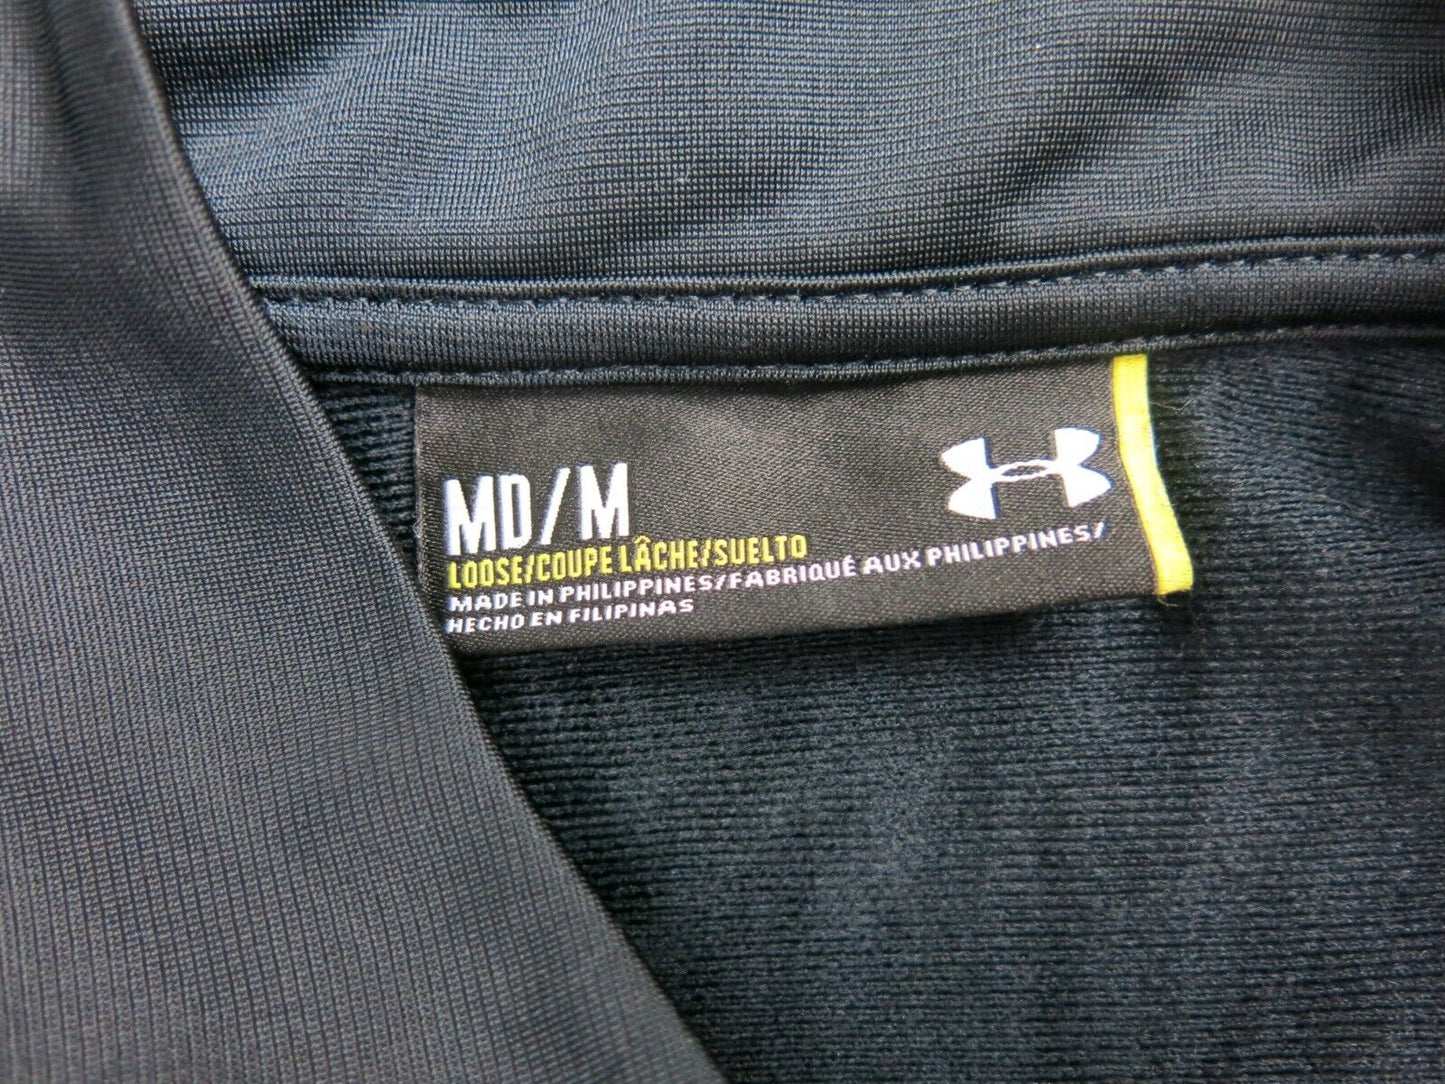 MD/M
LOOSE/COUPE LÂCHE/SUELTO
MADE IN PHILIPPINES/FABRIQUÉ AUX PHILIPPINES/
HECHO EN FILIPINAS